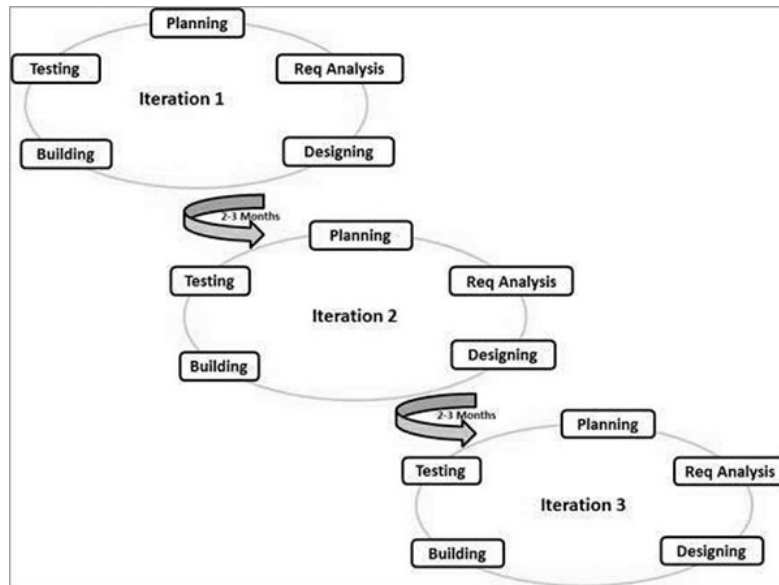 Planning
Testing
Req Analysis
Iteration 1
Building
Designing
2-3 Months
Planning
Testing
Req Analysis
Iteration 2
Building
Designing
2-3 Months
Planning
Testing
Req Analysis
Iteration 3
Building
Designing